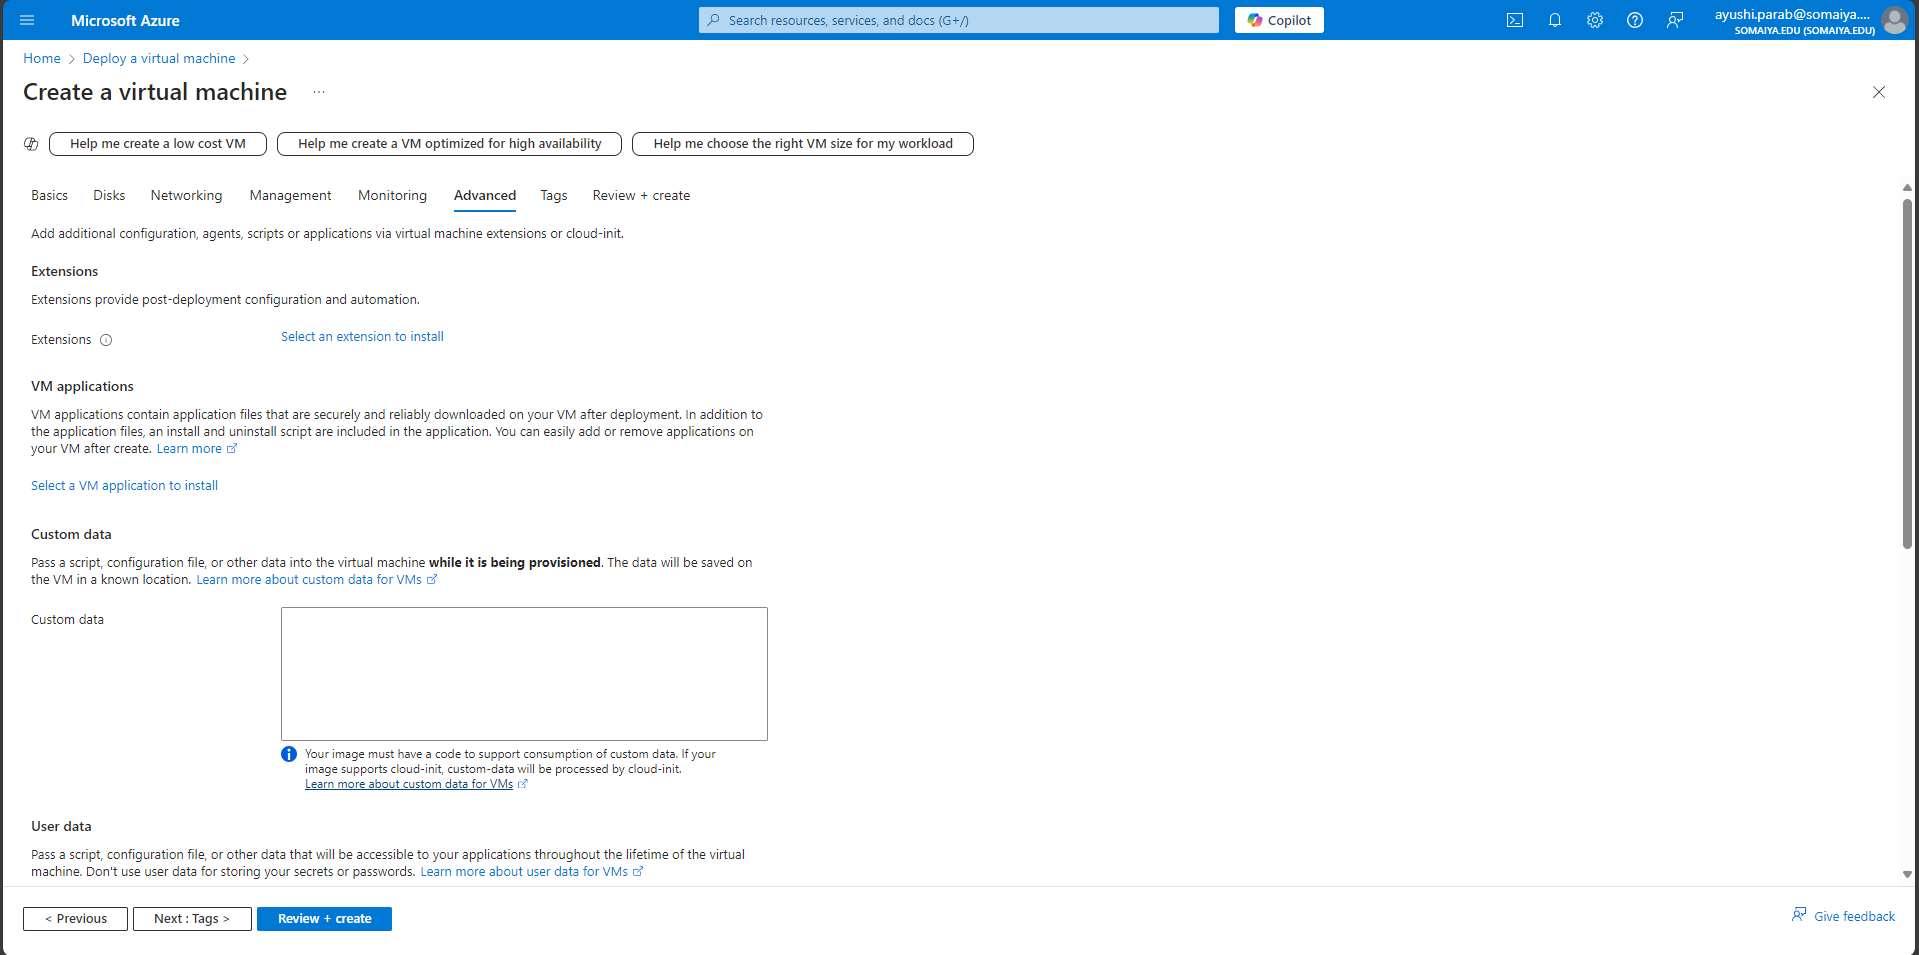 Microsoft Azure
Search resources, services, and docs (G+/)
Copilot
ayushi.parab@somaiya....
SOMAIYA.EDU (SOMAIYA.EDU)
Home > Deploy a virtual machine >
Create a virtual machine ...
Help me create a low cost VM
Help me create a VM optimized for high availability
Help me choose the right VM size for my workload
Basics Disks Networking Management Monitoring Advanced Tags Review + create
Add additional configuration, agents, scripts or applications via virtual machine extensions or cloud-init.
Extensions
Extensions provide post-deployment configuration and automation.
Extensions
Select an extension to install
VM applications
VM applications contain application files that are securely and reliably downloaded on your VM after deployment. In addition to
the application files, an install and uninstall script are included in the application. You can easily add or remove applications on
your VM after create. Learn more
Select a VM application to install
Custom data
Pass a script, configuration file, or other data into the virtual machine while it is being provisioned. The data will be saved on
the VM in a known location. Learn more about custom data for VMs
Custom data
Your image must have a code to support consumption of custom data. If your
image supports cloud-init, custom-data will be processed by cloud-init.
Learn more about custom data for VMs
User data
Pass a script, configuration file, or other data that will be accessible to your applications throughout the lifetime of the virtual
machine. Don't use user data for storing your secrets or passwords. Learn more about user data for VMs
< Previous
Next : Tags >
Review + create
Give feedback